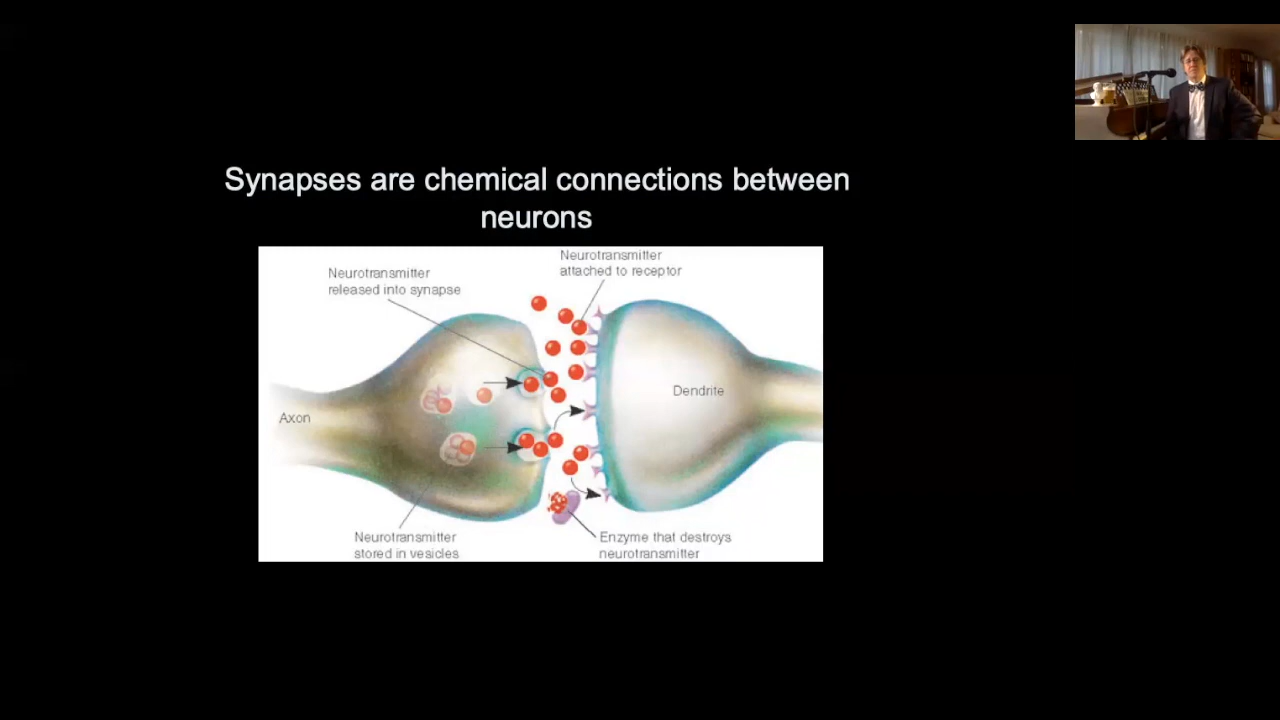 Synapses are chemical connections between
neurons
Neurotransmitter
attached to receptor
Neurotransmitter
released into synapse
Dendrite
Axon
Neurotransmitter
stored in vesicles
Enzyme that destroys
neurotransmitter